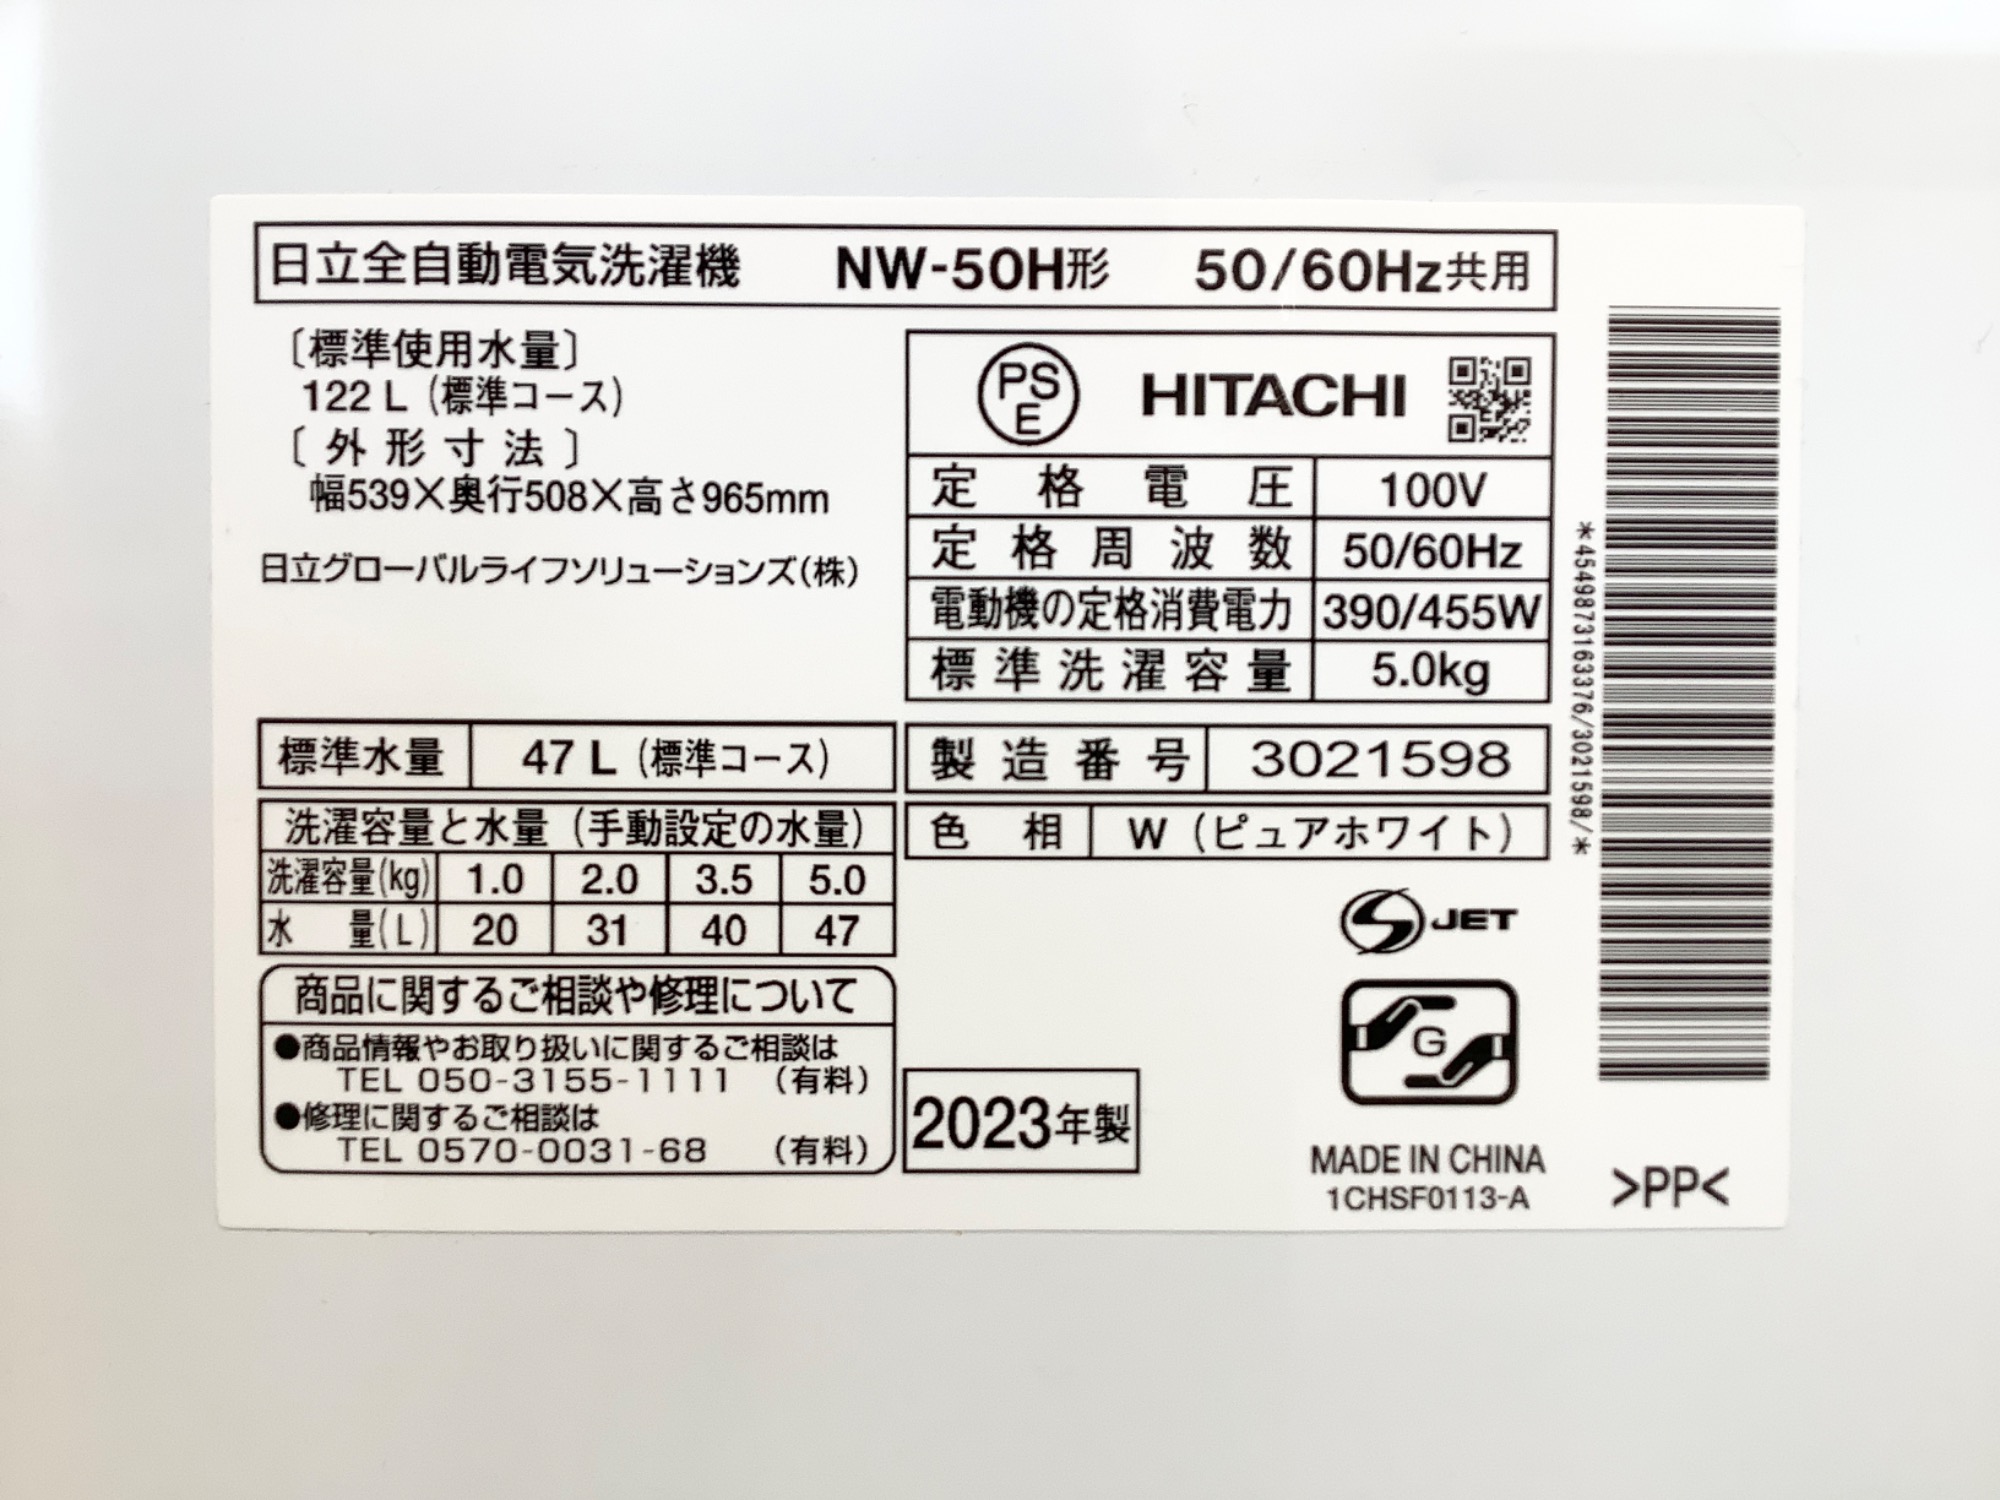 日立全自動電気洗濯機 NW-50H形 50/60Hz共用
〔標準使用水量〕
122 L（標準コース）
〔外形寸法〕
幅539×奥行508×高さ965mm
日立グローバルライフソリューションズ(株)
PSE HITACHI
定格電圧 100V
定格周波数 50/60Hz
電動機の定格消費電力 390/455W
標準洗濯容量 5.0kg
標準水量 47 L（標準コース）
製造番号 3021598
洗濯容量と水量（手動設定の水量）
洗濯容量(kg) 1.0 2.0 3.5 5.0
水量(L) 20 31 40 47
色相 W（ピュアホワイト）
商品に関するご相談や修理について
●商品情報やお取り扱いに関するご相談は
TEL 050-3155-1111 （有料）
●修理に関するご相談は
TEL 0570-0031-68 （有料）
2023年製
JET
G
MADE IN CHINA
1CHSF0113-A
>PP<
*4549873163376/3021598/*